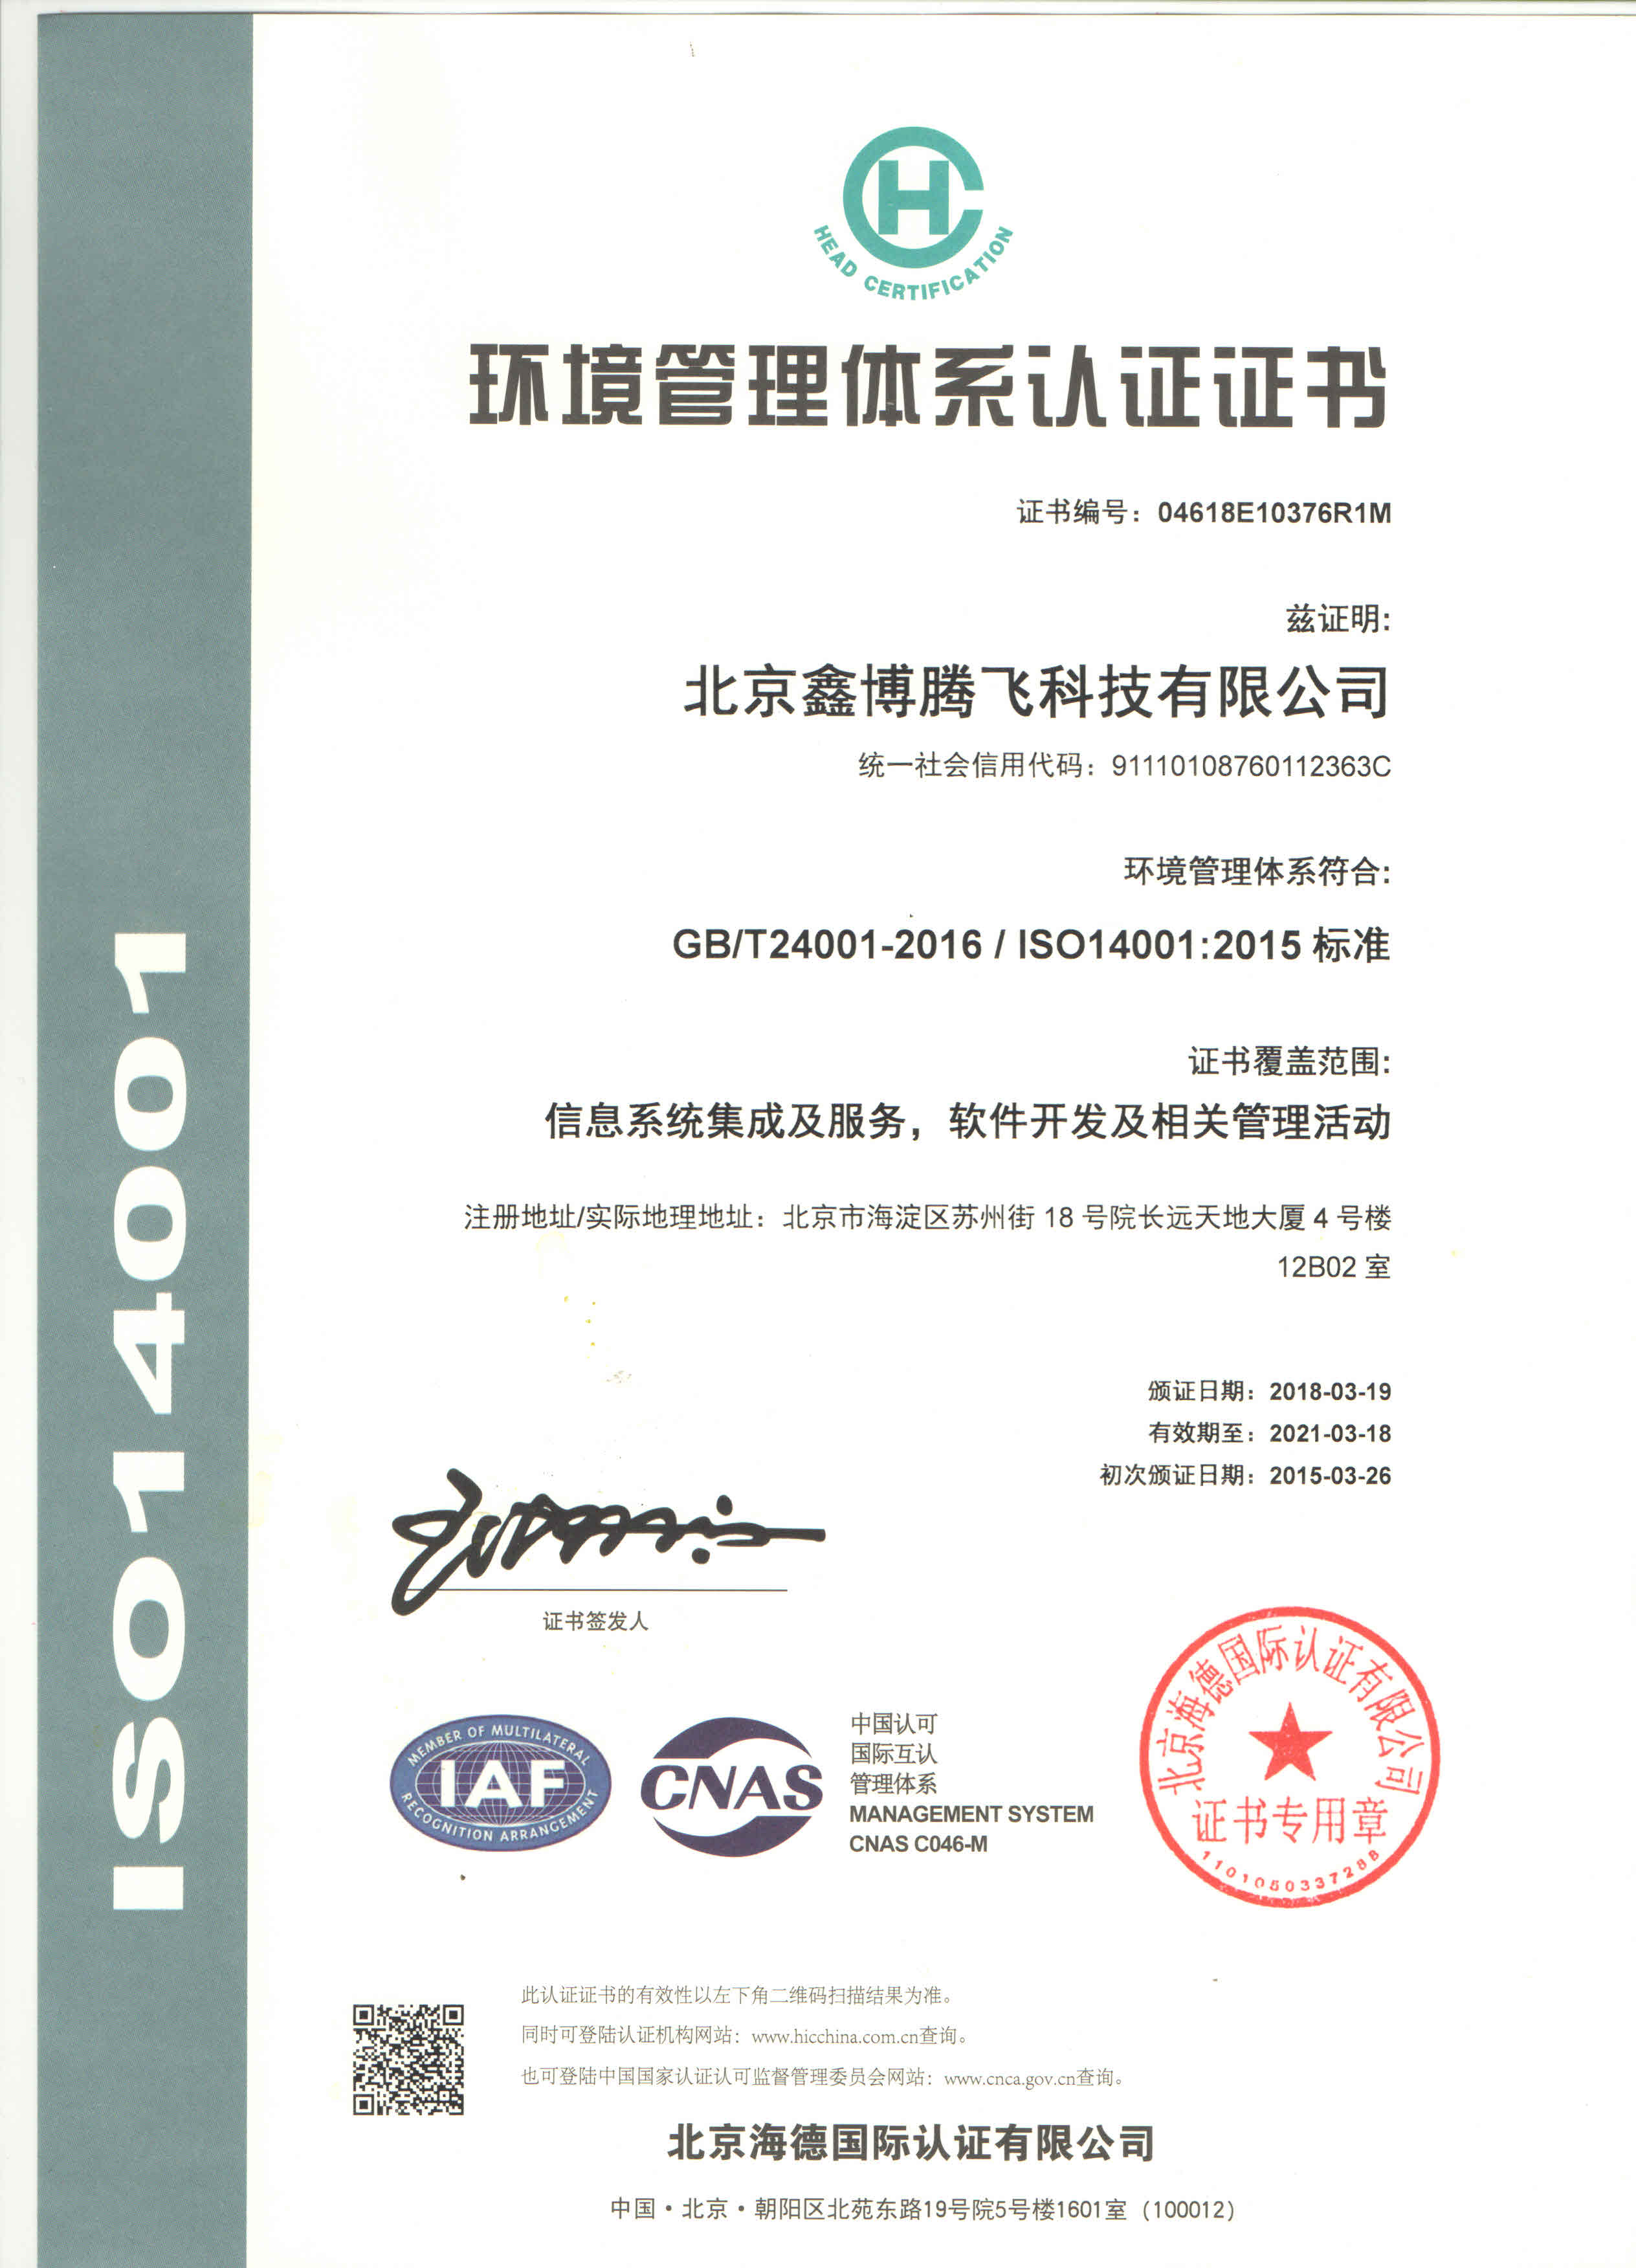 HEAD CERTIFICATION
环境管理体系认证证书
证书编号：04618E10376R1M
兹证明:
北京鑫博腾飞科技有限公司
统一社会信用代码：91110108760112363C
环境管理体系符合:
GB/T24001-2016 / ISO14001:2015 标准
证书覆盖范围:
信息系统集成及服务，软件开发及相关管理活动
注册地址/实际地理地址：北京市海淀区苏州街 18 号院长远天地大厦 4 号楼
12B02 室
颁证日期：2018-03-19
有效期至：2021-03-18
初次颁证日期：2015-03-26
证书签发人
ISO14001
MEMBER OF MULTILATERAL
IAF
RECOGNITION ARRANGEMENT
CNAS
中国认可
国际互认
管理体系
MANAGEMENT SYSTEM
CNAS C046-M
北京海德国际认证有限公司
证书专用章
1101050337288
此认证证书的有效性以左下角二维码扫描结果为准。
同时可登陆认证机构网站：www.hicchina.com.cn查询。
也可登陆中国国家认证认可监督管理委员会网站：www.cnca.gov.cn查询。
北京海德国际认证有限公司
中国·北京·朝阳区北苑东路19号院5号楼1601室（100012）